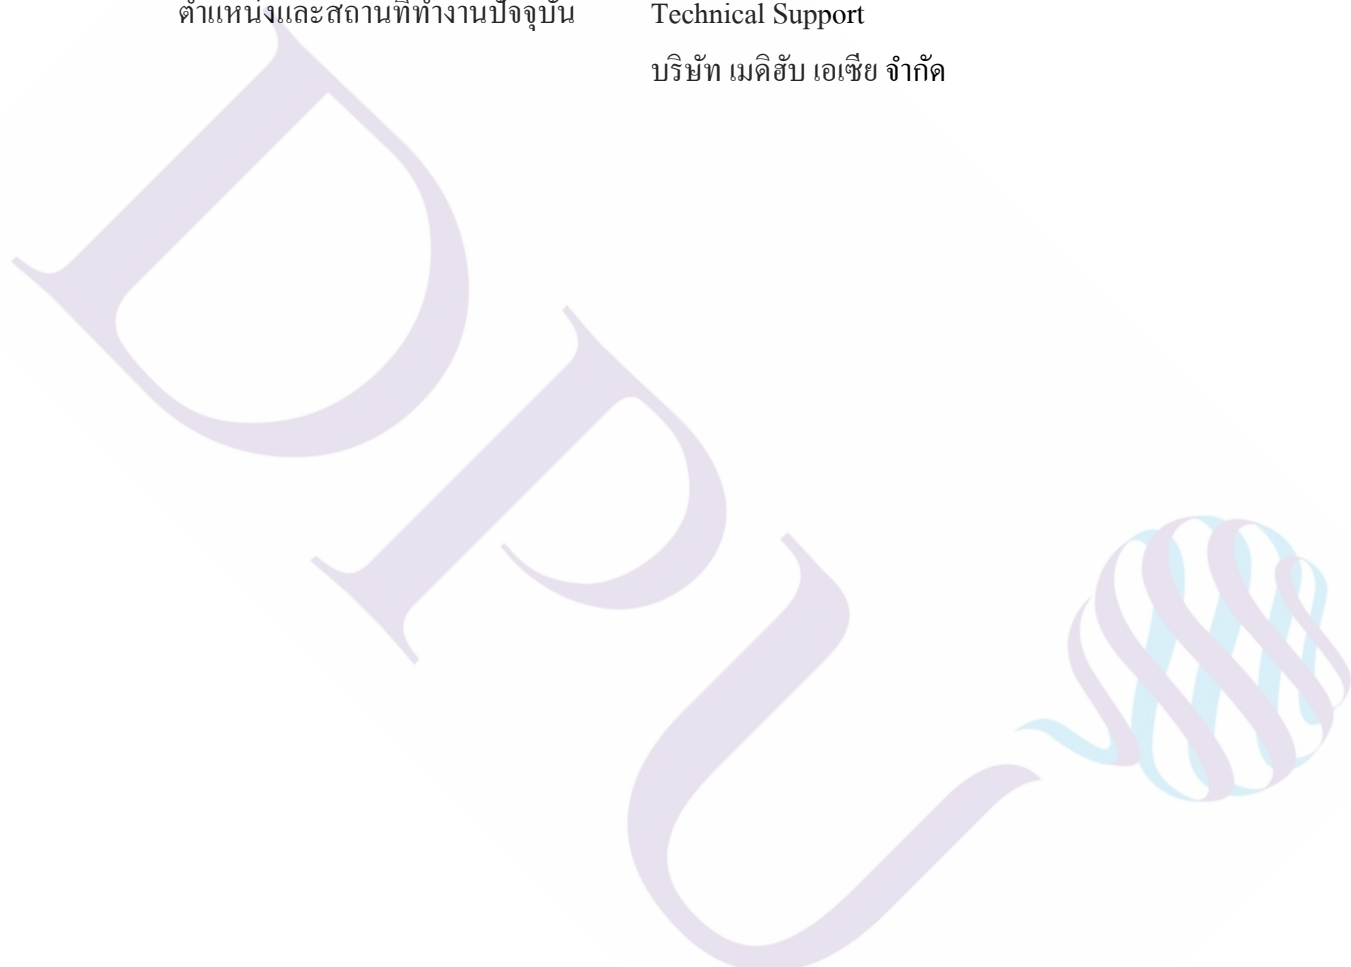 ตำแหน่งและสถานที่ทำงานปัจจุบัน Technical Support
บริษัท เมดิฮับ เอเซีย จำกัด
DPU